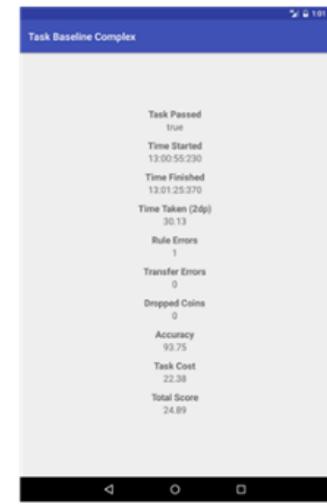 1:01
Task Baseline Complex
Task Passed
true
Time Started
13:00:55:230
Time Finished
13:01:25:370
Time Taken (2dp)
30.13
Rule Errors
1
Transfer Errors
0
Dropped Coins
0
Accuracy
93.75
Task Cost
22.38
Total Score
24.89